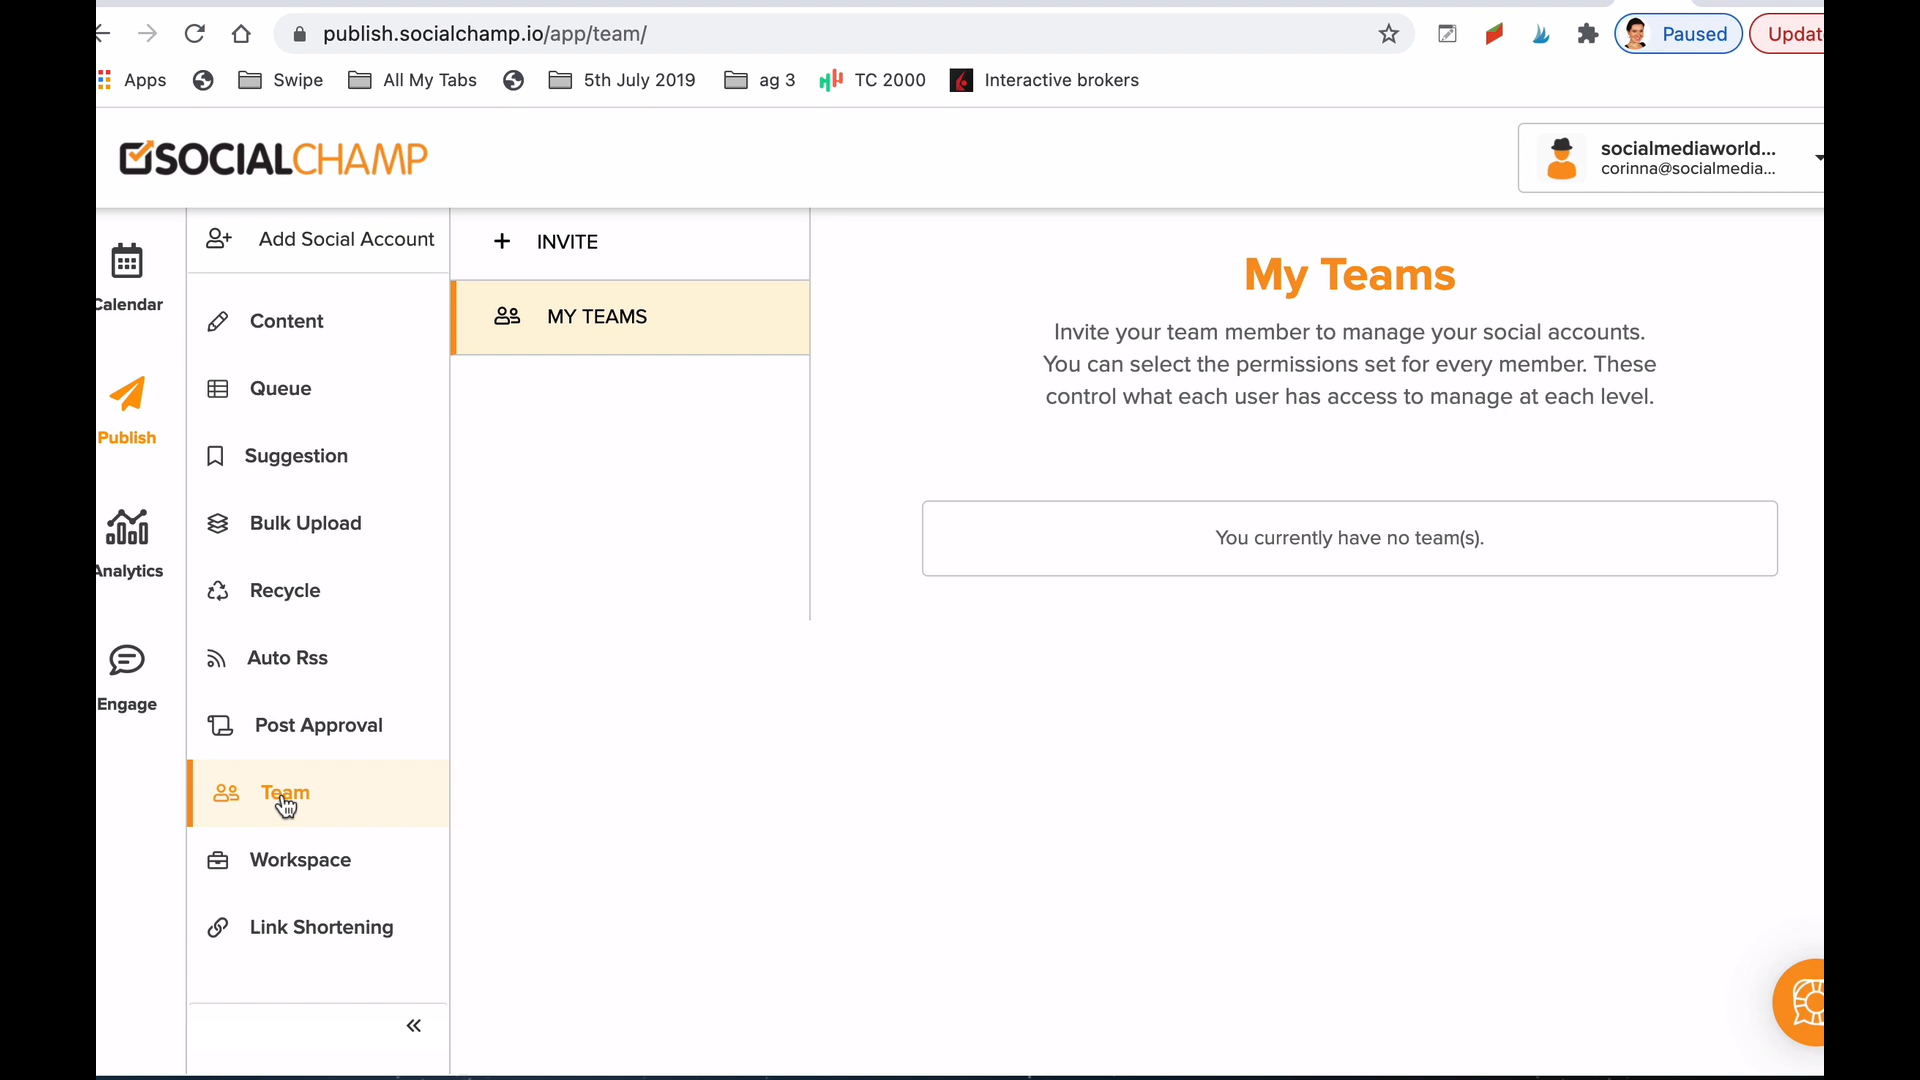 publish.socialchamp.io/app/team/
Paused
Updat
Apps
Swipe
All My Tabs
5th July 2019
ag 3
TC 2000
Interactive brokers
SOCIALCHAMP
socialmediaworld...
corinna@socialmedia...
Calendar
Publish
Analytics
Engage
Add Social Account
Content
Queue
Suggestion
Bulk Upload
Recycle
Auto Rss
Post Approval
Team
Workspace
Link Shortening
+ INVITE
MY TEAMS
My Teams
Invite your team member to manage your social accounts.
You can select the permissions set for every member. These
control what each user has access to manage at each level.
You currently have no team(s).